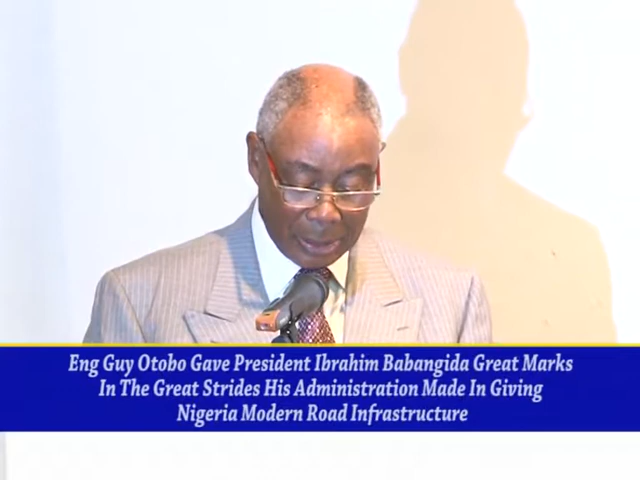 Eng Guy Otobo Gave President Ibrahim Babangida Great Marks
In The Great Strides His Administration Made In Giving
Nigeria Modern Road Infrastructure